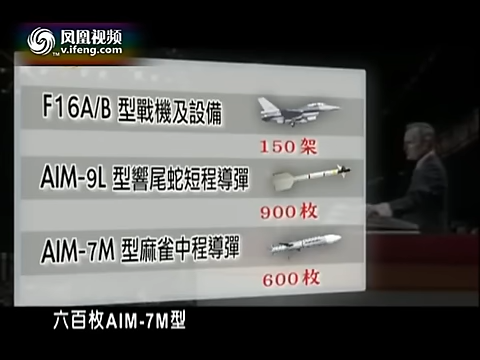 凤凰视频
v.ifeng.com
F16A/B 型戰機及設備
150架
AIM-9L 型響尾蛇短程導彈
900枚
AIM-7M 型麻雀中程導彈
600枚
六百枚AIM-7M型